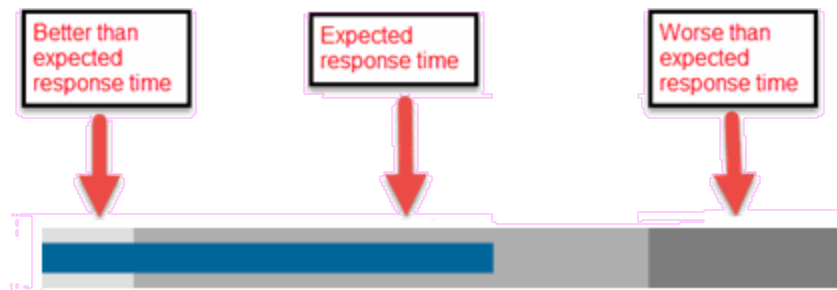 Better than
expected
response time
Expected
response time
Worse than
expected
response time